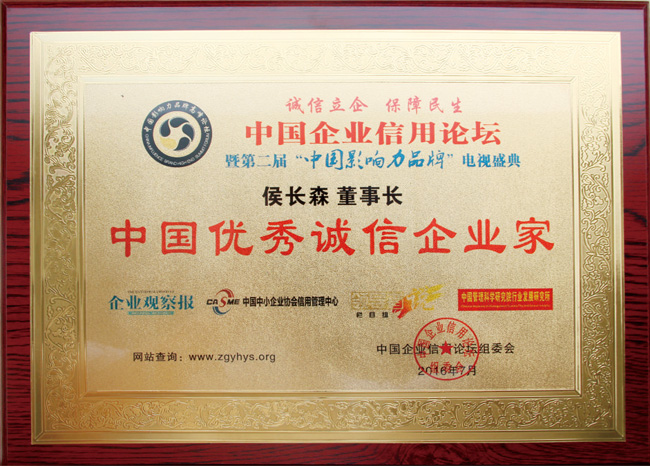 诚信立企 保障民生
中国企业信用论坛
暨第二届“中国影响力品牌”电视盛典
侯长森 董事长
中国优秀诚信企业家
企业观察报
CASME 中国中小企业协会信用管理中心
栏目组
中国管理科学研究院行业发展研究所
网站查询：www.zgyhys.org
中国企业信用论坛组委会
2016年7月